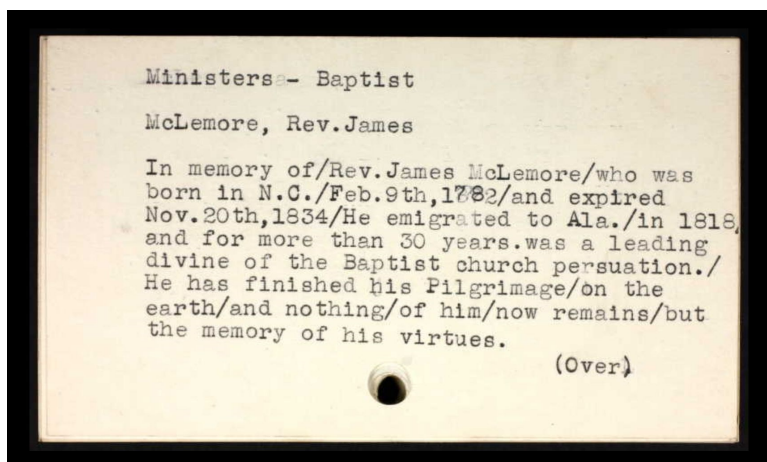 Ministers - Baptist
McLemore, Rev.James
In memory of/Rev.James McLemore/who was
born in N.C./Feb.9th,1782/and expired
Nov.20th,1834/He emigrated to Ala./in 1818,
and for more than 30 years.was a leading
divine of the Baptist church persuation./
He has finished his Pilgrimage/on the
earth/and nothing/of him/now remains/but
the memory of his virtues.
(Over)